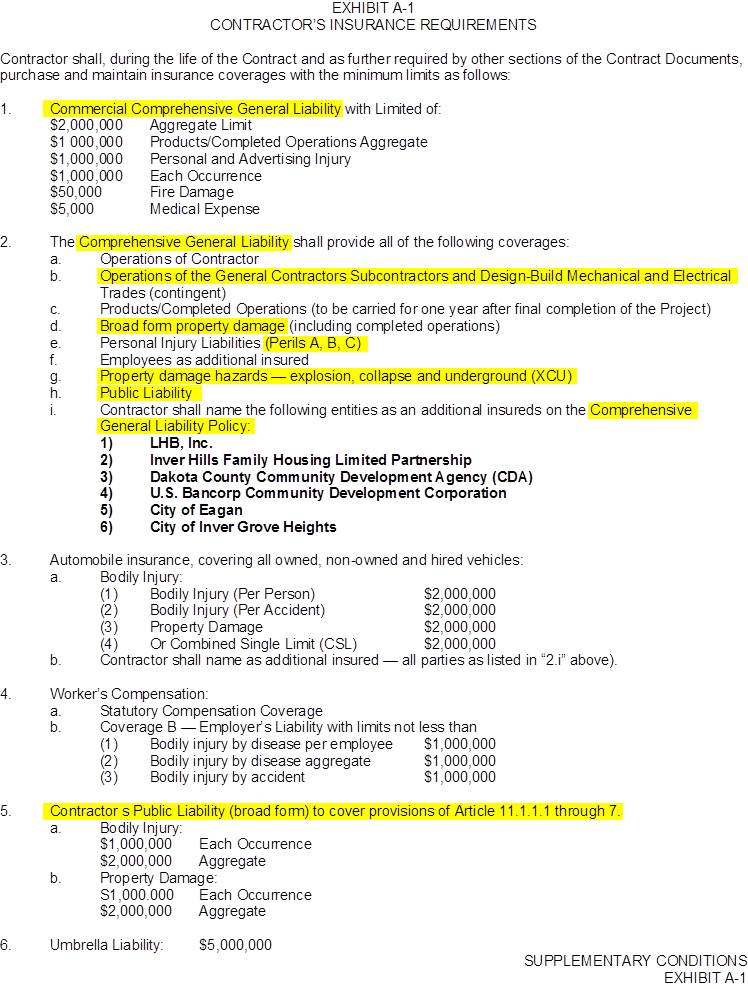 EXHIBIT A-1
CONTRACTOR'S INSURANCE REQUIREMENTS
Contractor shall, during the life of the Contract and as further required by other sections of the Contract Documents,
purchase and maintain insurance coverages with the minimum limits as follows:
1. Commercial Comprehensive General Liability with Limited of:
$2,000,000 Aggregate Limit
$1 000,000 Products/Completed Operations Aggregate
$1,000,000 Personal and Advertising Injury
$1,000,000 Each Occurrence
$50,000 Fire Damage
$5,000 Medical Expense
2. The Comprehensive General Liability shall provide all of the following coverages:
a. Operations of Contractor
b. Operations of the General Contractors Subcontractors and Design-Build Mechanical and Electrical
Trades (contingent)
c. Products/Completed Operations (to be carried for one year after final completion of the Project)
d. Broad form property damage (including completed operations)
e. Personal Injury Liabilities (Perils A, B, C)
f. Employees as additional insured
g. Property damage hazards — explosion, collapse and underground (XCU)
h. Public Liability
i. Contractor shall name the following entities as an additional insureds on the Comprehensive
General Liability Policy:
1) LHB, Inc.
2) Inver Hills Family Housing Limited Partnership
3) Dakota County Community Development Agency (CDA)
4) U.S. Bancorp Community Development Corporation
5) City of Eagan
6) City of Inver Grove Heights
3. Automobile insurance, covering all owned, non-owned and hired vehicles:
a. Bodily Injury:
(1) Bodily Injury (Per Person) $2,000,000
(2) Bodily Injury (Per Accident) $2,000,000
(3) Property Damage $2,000,000
(4) Or Combined Single Limit (CSL) $2,000,000
b. Contractor shall name as additional insured — all parties as listed in “2.i” above).
4. Worker's Compensation:
a. Statutory Compensation Coverage
b. Coverage B — Employer's Liability with limits not less than
(1) Bodily injury by disease per employee $1,000,000
(2) Bodily injury by disease aggregate $1,000,000
(3) Bodily injury by accident $1,000,000
5. Contractor s Public Liability (broad form) to cover provisions of Article 11.1.1.1 through 7.
a. Bodily Injury:
$1,000,000 Each Occurrence
$2,000,000 Aggregate
b. Property Damage:
S1,000.000 Each Occurrence
$2,000,000 Aggregate
6. Umbrella Liability: $5,000,000
SUPPLEMENTARY CONDITIONS
EXHIBIT A-1